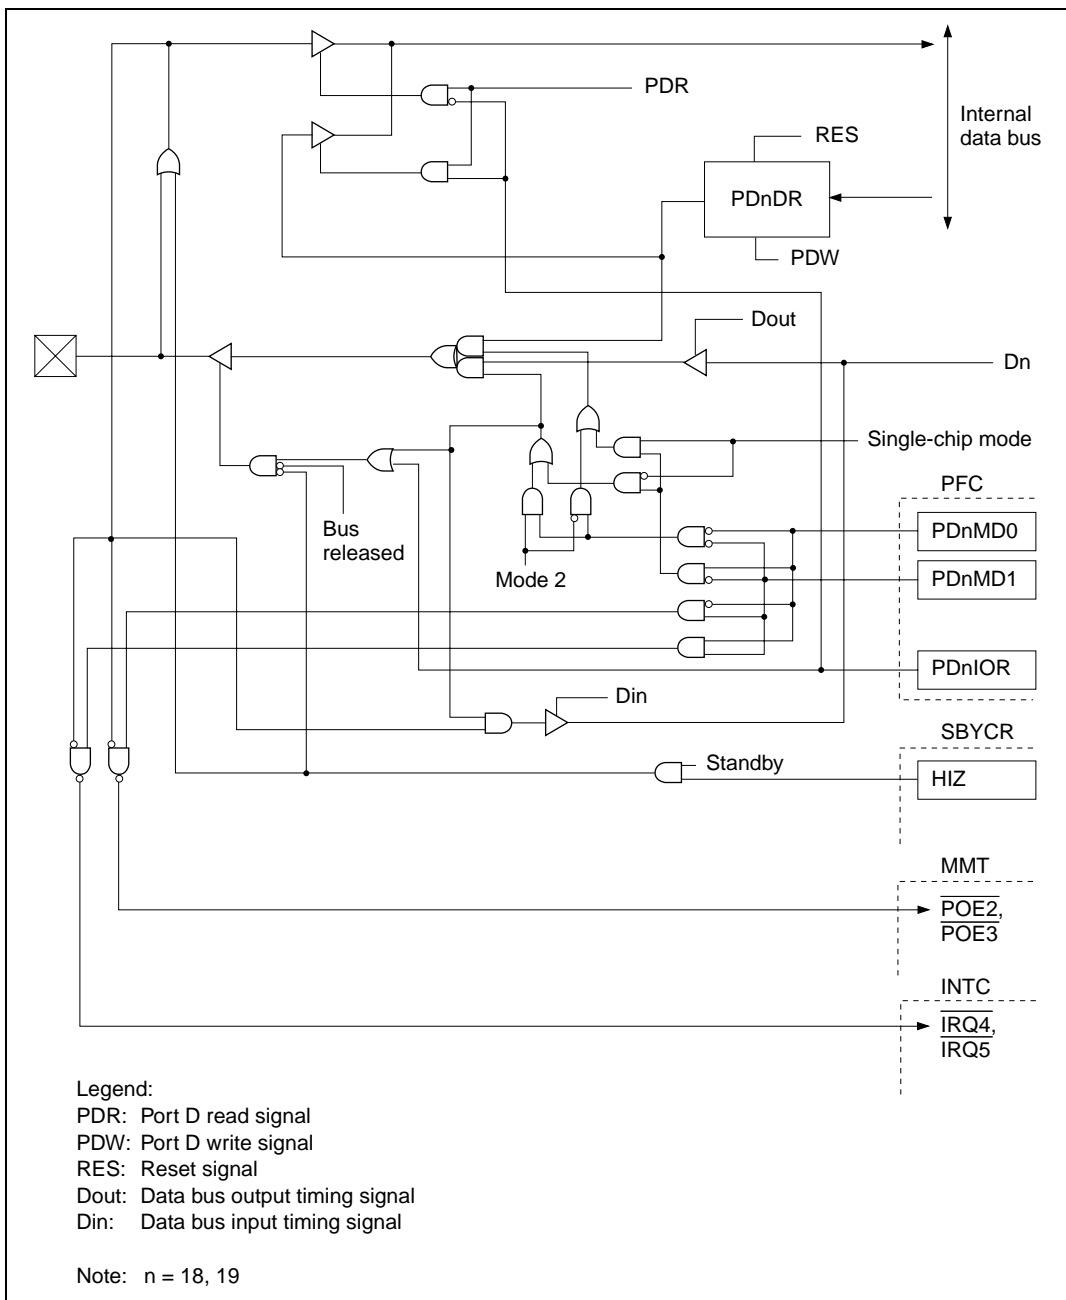 PDR
Internal
data bus
RES
PDnDR
PDW
Dout
Dn
Single-chip mode
PFC
Bus
released
PDnMD0
Mode 2
PDnMD1
PDnIOR
Din
SBYCR
Standby
HIZ
MMT
POE2,
POE3
INTC
IRQ4,
IRQ5
Legend:
PDR: Port D read signal
PDW: Port D write signal
RES: Reset signal
Dout: Data bus output timing signal
Din: Data bus input timing signal
Note: n = 18, 19